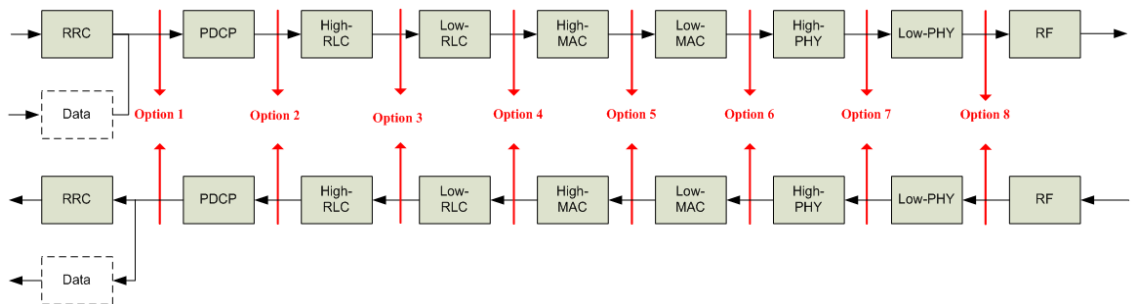 RRC
PDCP
High-
RLC
Low-
RLC
High-
MAC
Low-
MAC
High-
PHY
Low-PHY
RF
Data
Option 1
Option 2
Option 3
Option 4
Option 5
Option 6
Option 7
Option 8
RRC
PDCP
High-
RLC
Low-
RLC
High-
MAC
Low-
MAC
High-
PHY
Low-PHY
RF
Data